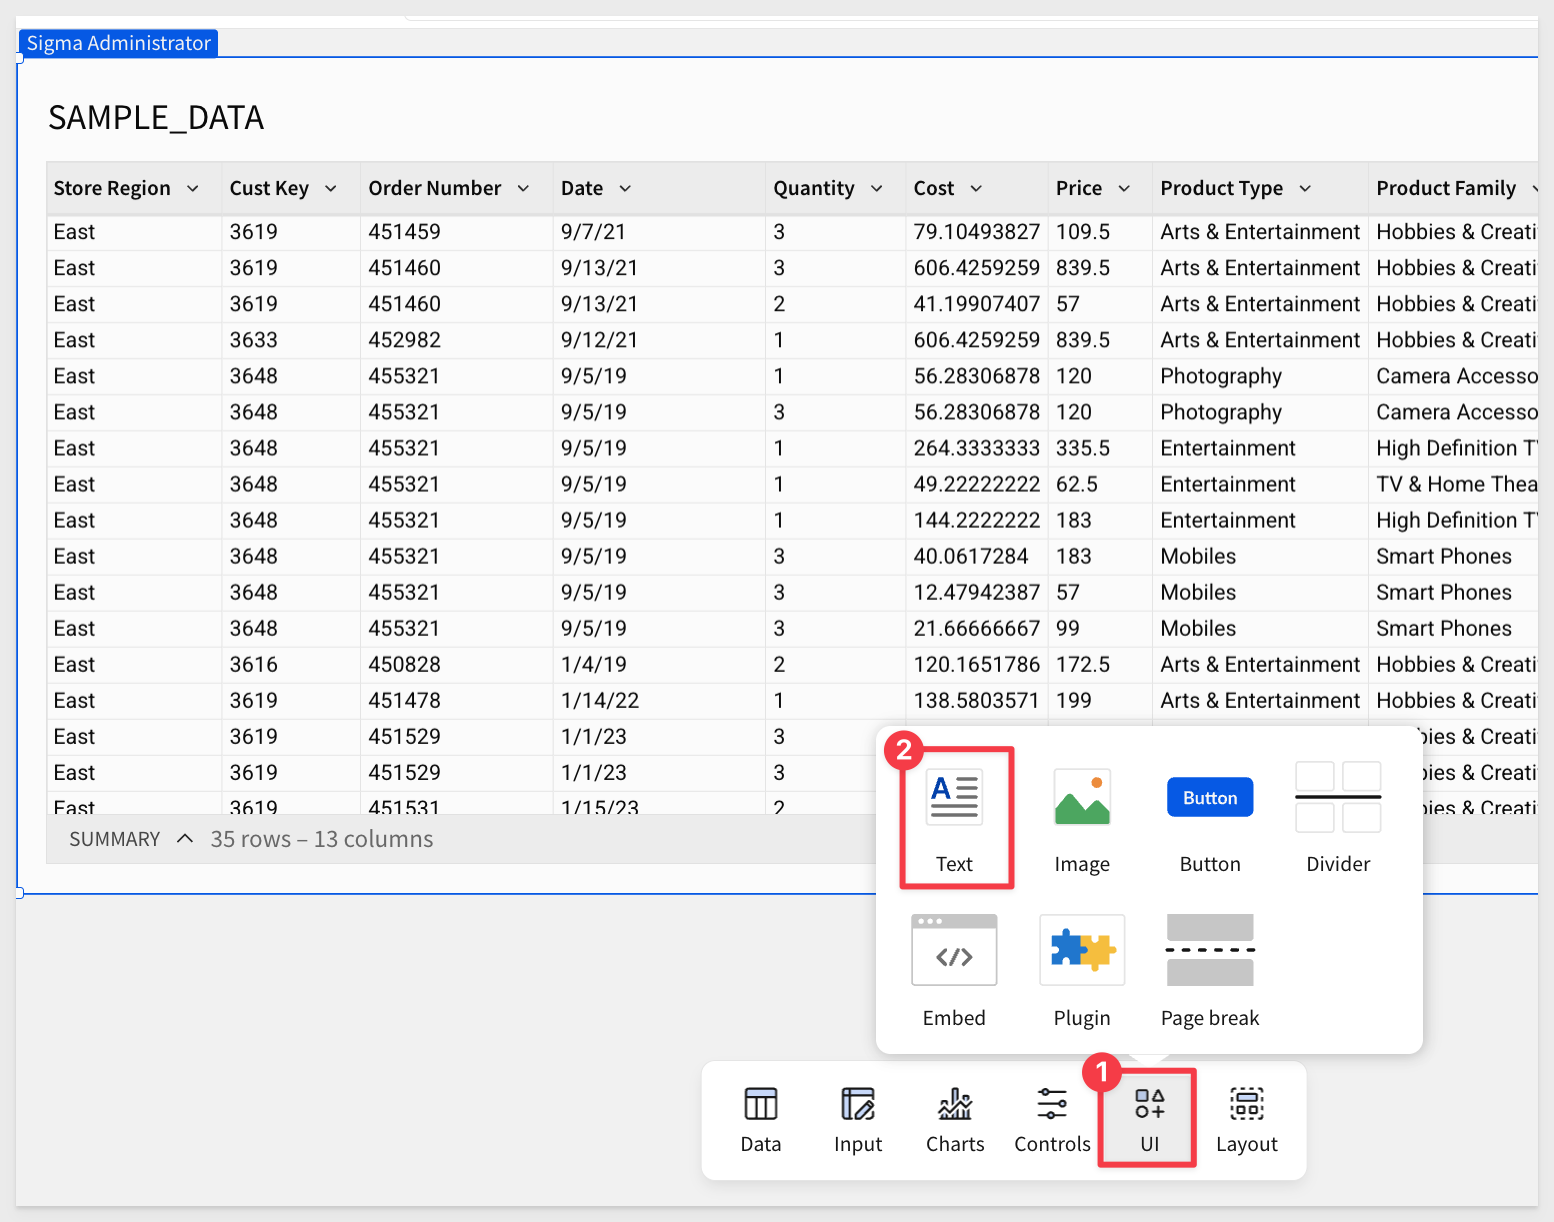 Sigma Administrator
SAMPLE_DATA
Store Region Cust Key Order Number Date Quantity Cost Price Product Type Product Family
East 3619 451459 9/7/21 3 79.10493827 109.5 Arts & Entertainment Hobbies & Creati
East 3619 451460 9/13/21 3 606.4259259 839.5 Arts & Entertainment Hobbies & Creati
East 3619 451460 9/13/21 2 41.19907407 57 Arts & Entertainment Hobbies & Creati
East 3633 452982 9/12/21 1 606.4259259 839.5 Arts & Entertainment Hobbies & Creati
East 3648 455321 9/5/19 1 56.28306878 120 Photography Camera Accesso
East 3648 455321 9/5/19 3 56.28306878 120 Photography Camera Accesso
East 3648 455321 9/5/19 1 264.3333333 335.5 Entertainment High Definition TV
East 3648 455321 9/5/19 1 49.22222222 62.5 Entertainment TV & Home Thea
East 3648 455321 9/5/19 1 144.2222222 183 Entertainment High Definition TV
East 3648 455321 9/5/19 3 40.0617284 183 Mobiles Smart Phones
East 3648 455321 9/5/19 3 12.47942387 57 Mobiles Smart Phones
East 3648 455321 9/5/19 3 21.66666667 99 Mobiles Smart Phones
East 3616 450828 1/4/19 2 120.1651786 172.5 Arts & Entertainment Hobbies & Creati
East 3619 451478 1/14/22 1 138.5803571 199 Arts & Entertainment Hobbies & Creati
East 3619 451529 1/1/23 3 bies & Creati
East 3619 451529 1/1/23 3 bies & Creati
East 3619 451531 1/15/23 2 bies & Creati
SUMMARY 35 rows – 13 columns
2
A
Button
Text Image Button Divider
</>
Embed Plugin Page break
1
Data Input Charts Controls UI Layout